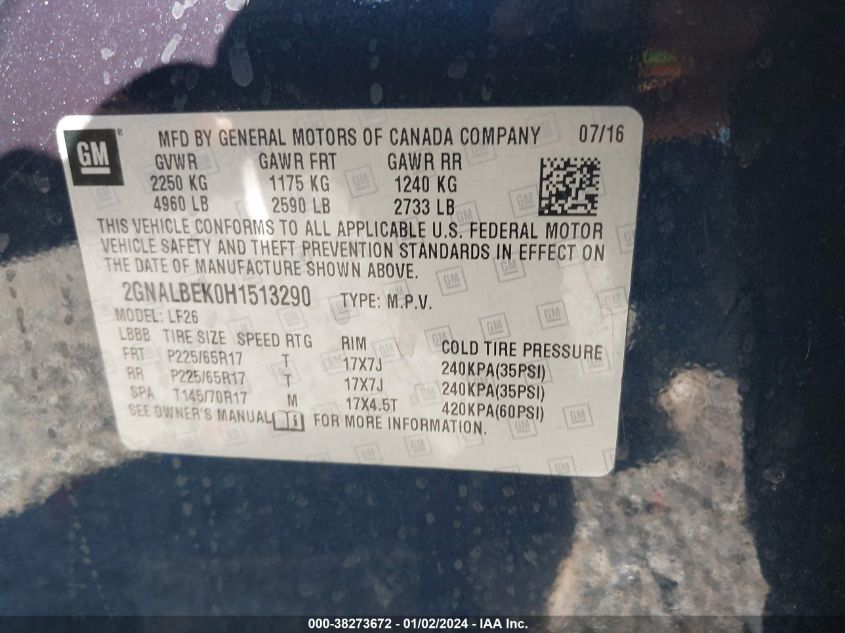 GM ® MFD BY GENERAL MOTORS OF CANADA COMPANY 07/16
GVWR GAWR FRT GAWR RR
2250 KG 1175 KG 1240 KG
4960 LB 2590 LB 2733 LB
THIS VEHICLE CONFORMS TO ALL APPLICABLE U.S. FEDERAL MOTOR
VEHICLE SAFETY AND THEFT PREVENTION STANDARDS IN EFFECT ON
THE DATE OF MANUFACTURE SHOWN ABOVE.
2GNALBEK0H1513290 TYPE: M.P.V.
MODEL: LF26
LBBB TIRE SIZE SPEED RTG RIM COLD TIRE PRESSURE
FRT P225/65R17 T 17X7J 240KPA(35PSI)
RR P225/65R17 T 17X7J 240KPA(35PSI)
SPA T145/70R17 M 17X4.5T 420KPA(60PSI)
SEE OWNER'S MANUAL FOR MORE INFORMATION.
000-38273672 - 01/02/2024 - IAA Inc.